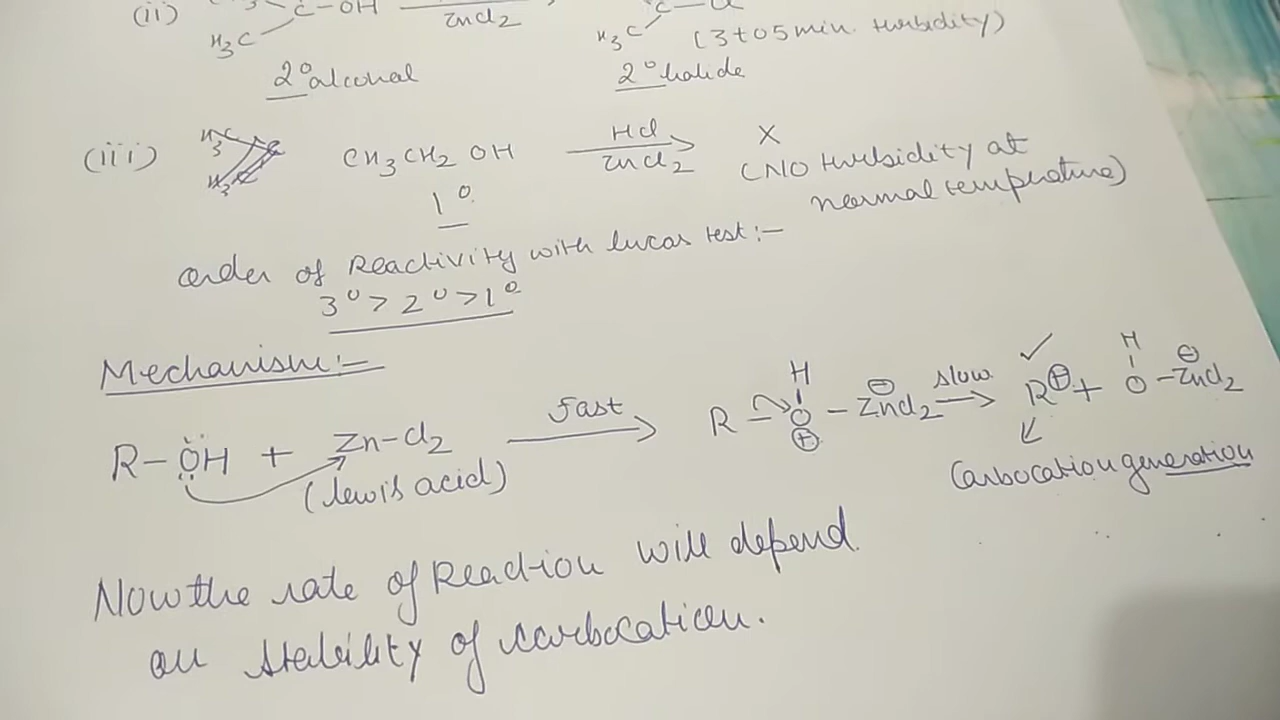 (ii) C-OH ZnCl2
H3C H3C (3 to 5 min. turbidity)
2° alcohal 2° halide
(iii) CH3CH2 OH HCl ZnCl2 X
1° (NO turbidity at
normal temprature)
order of Reactivity with lucas test:-
3° > 2° > 1°
Mechanism:-
R-ÖH + Zn-Cl2 Fast R-O-ZnCl2 slow R⊕ + O-ZnCl2
H ⊕ ⊖ ✓ H ⊖
(lewis acid) Carbocation generation
Now the rate of Reaction will depend
on stability of carbocation.